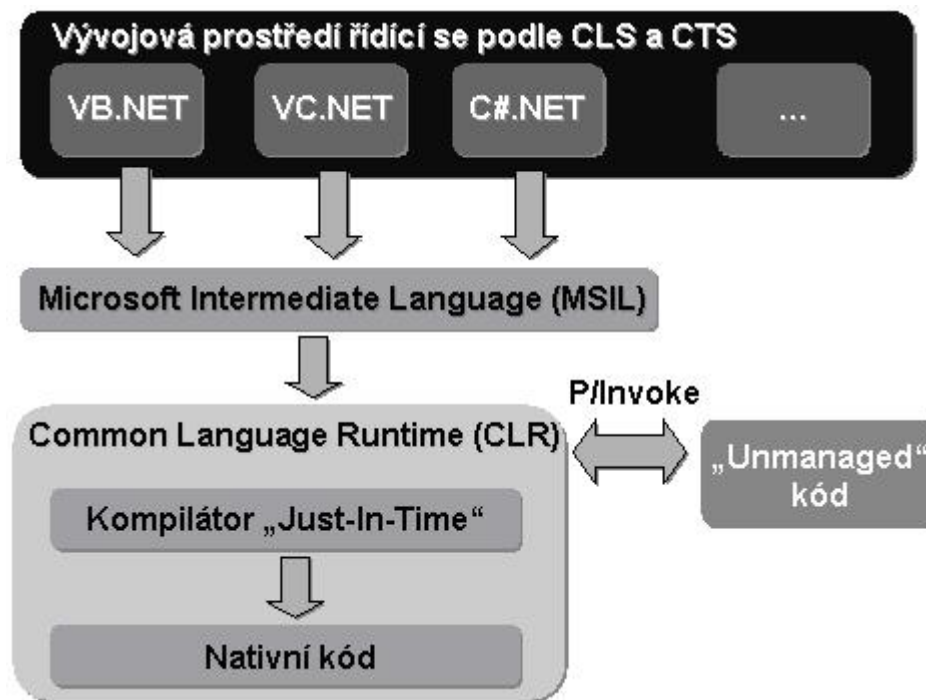 Vývojová prostředí řídící se podle CLS a CTS
VB.NET
VC.NET
C#.NET
...
Microsoft Intermediate Language (MSIL)
P/Invoke
Common Language Runtime (CLR)
„Unmanaged“
kód
Kompilátor „Just-In-Time“
Nativní kód